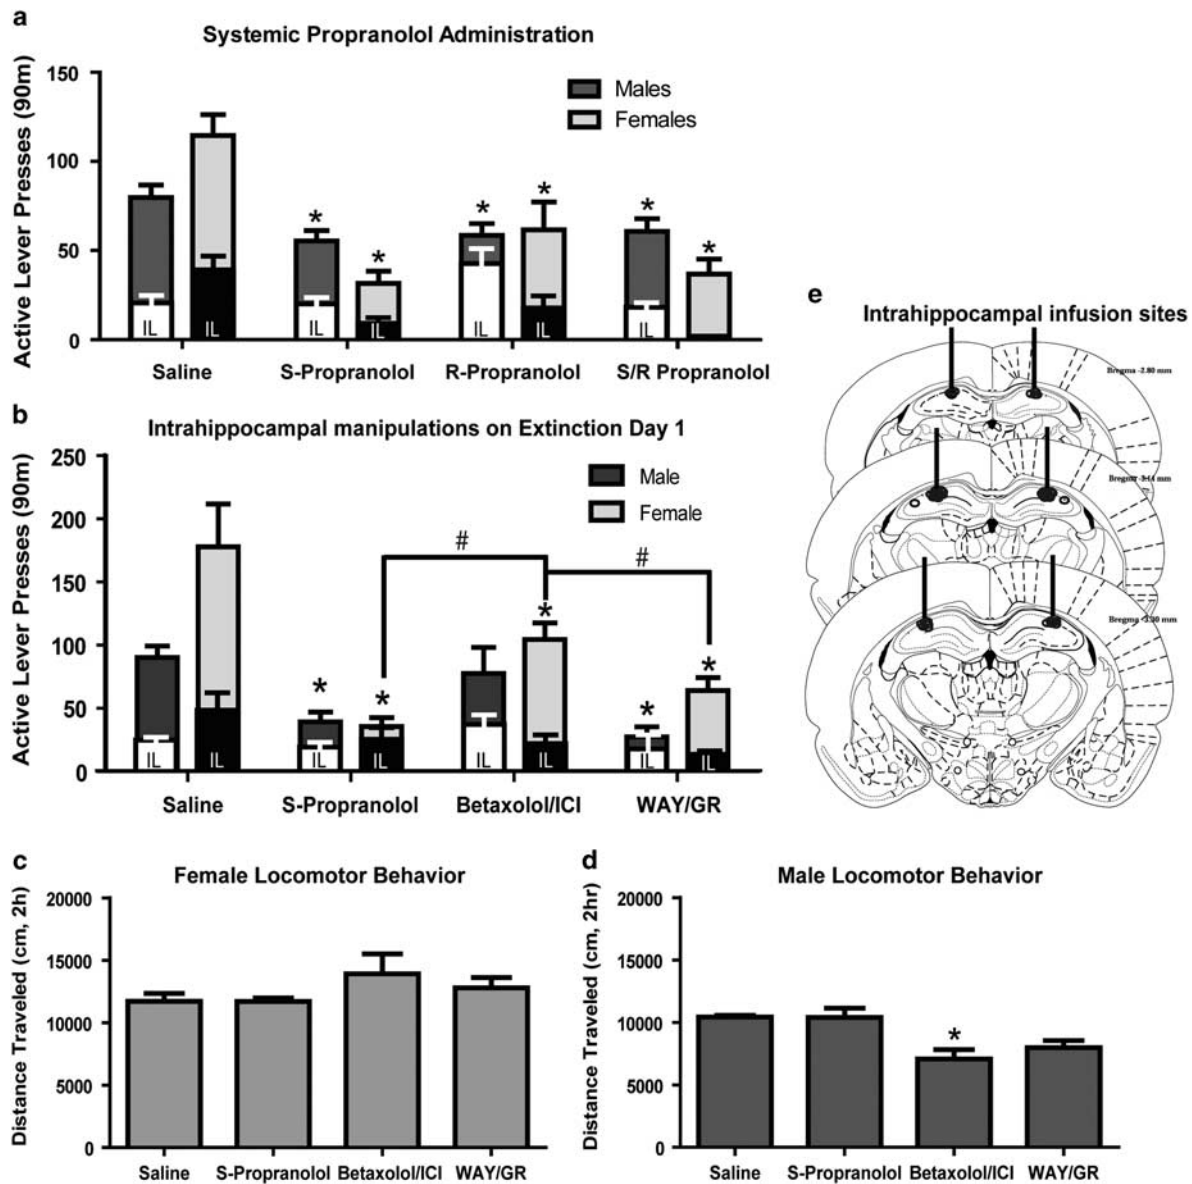 a
Systemic Propranolol Administration
Active Lever Presses (90m)
150
100
50
0
Males
Females
*
*
*
*
*
*
IL
IL
IL
IL
IL
IL
IL
Saline
S-Propranolol
R-Propranolol
S/R Propranolol
b
Intrahippocampal manipulations on Extinction Day 1
Active Lever Presses (90m)
250
200
150
100
50
0
Male
Female
#
#
*
*
*
*
*
IL
IL
IL
IL
IL
IL
IL
IL
Saline
S-Propranolol
Betaxolol/ICI
WAY/GR
e
Intrahippocampal infusion sites
Bregma -2.80 mm
c
Female Locomotor Behavior
Distance Traveled (cm, 2h)
20000
15000
10000
5000
0
Saline
S-Propranolol
Betaxolol/ICI
WAY/GR
d
Male Locomotor Behavior
Distance Traveled (cm, 2hr)
20000
15000
10000
5000
0
*
Saline
S-Propranolol
Betaxolol/ICI
WAY/GR